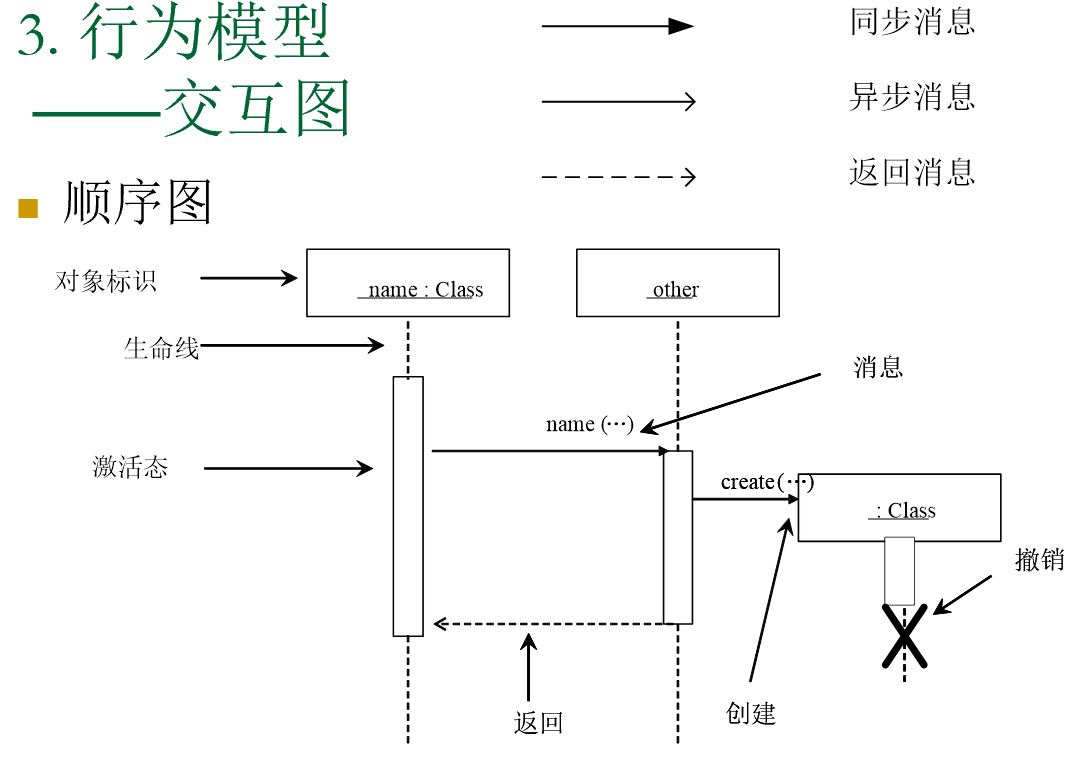 3. 行为模型
——交互图
同步消息
异步消息
返回消息
顺序图
对象标识
name : Class
other
生命线
消息
name (…)
激活态
create(…)
: Class
撤销
返回
创建